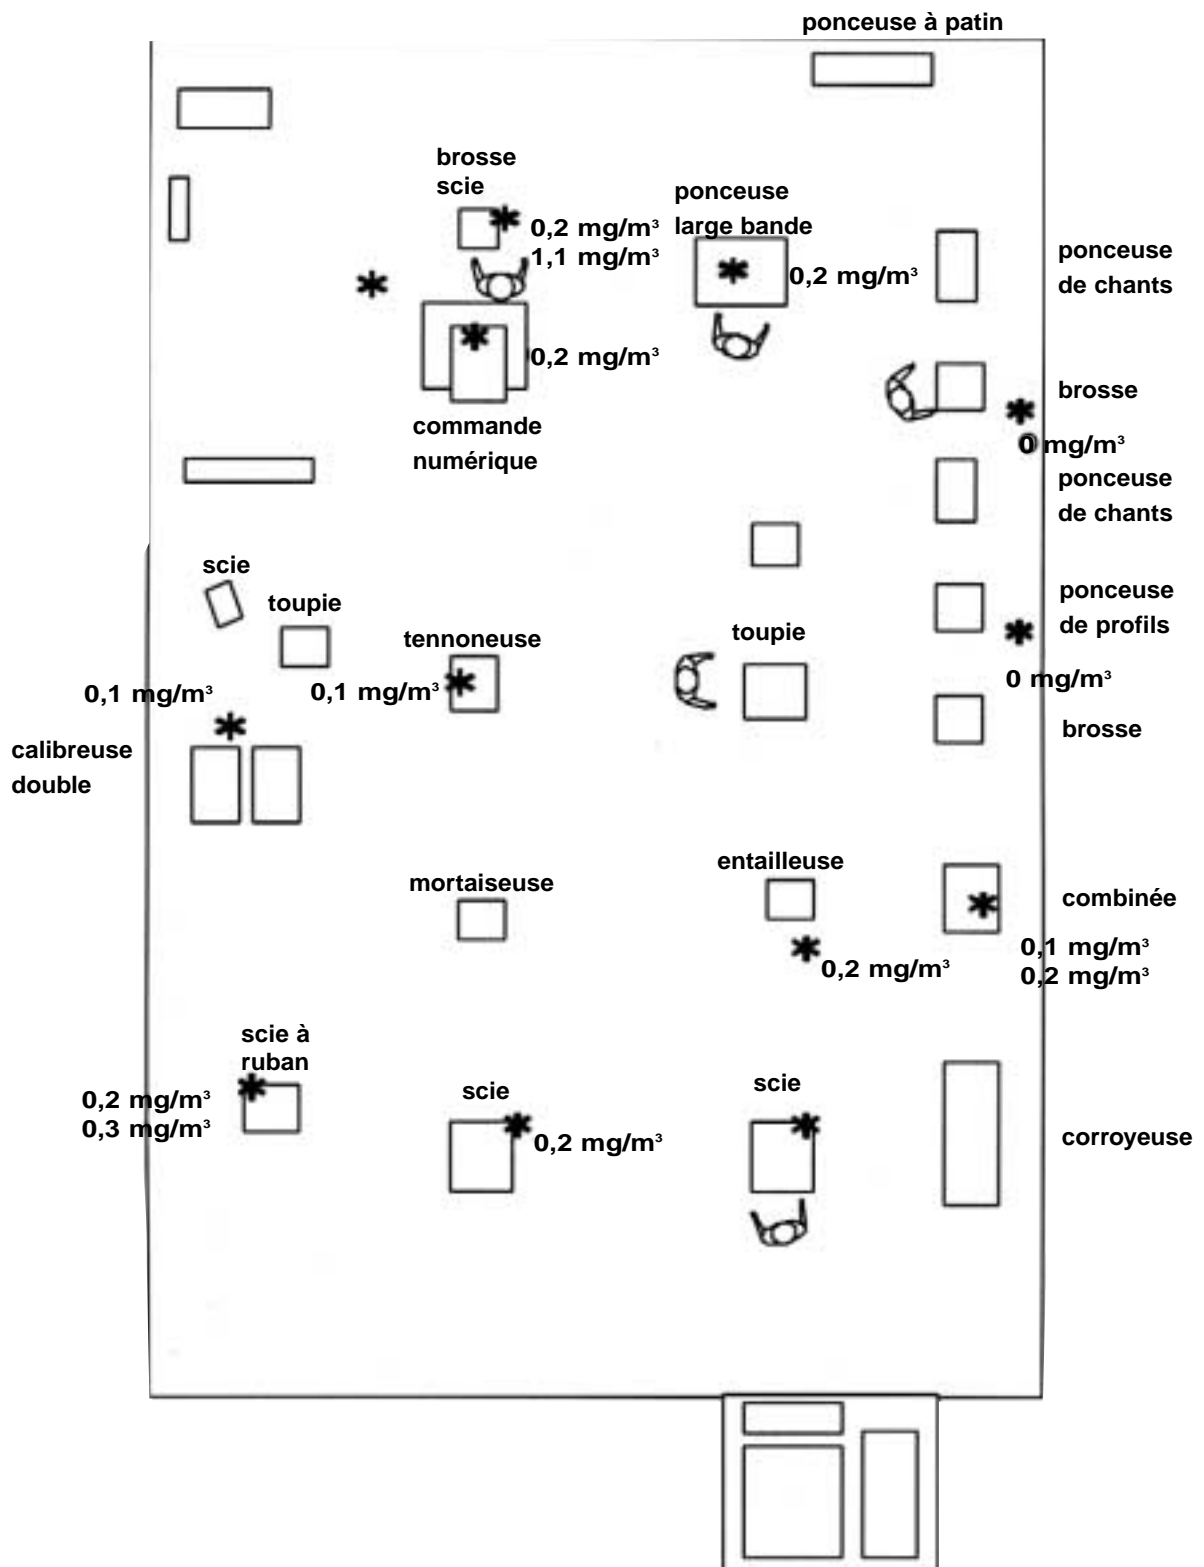 ponceuse à patin
brosse
scie
0,2 mg/m³
1,1 mg/m³
ponceuse
large bande
0,2 mg/m³
ponceuse
de chants
0,2 mg/m³
commande
numérique
brosse
0 mg/m³
ponceuse
de chants
scie
toupie
tennoneuse
toupie
ponceuse
de profils
0,1 mg/m³
0,1 mg/m³
0 mg/m³
calibreuse
double
brosse
mortaiseuse
entailleuse
combinée
0,2 mg/m³
0,1 mg/m³
0,2 mg/m³
scie à
ruban
0,2 mg/m³
0,3 mg/m³
scie
0,2 mg/m³
scie
corroyeuse